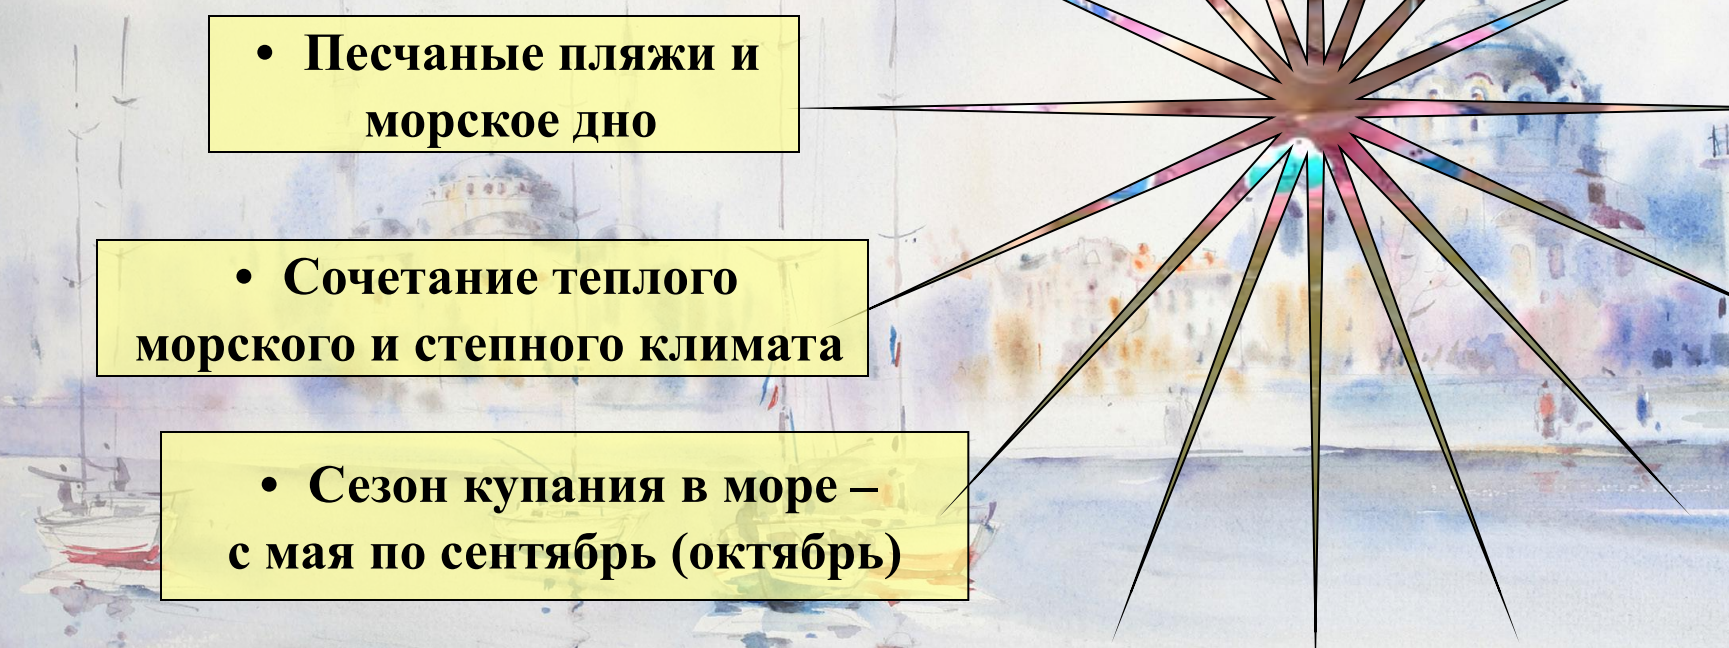 • Песчаные пляжи и
морское дно
• Сочетание теплого
морского и степного климата
• Сезон купания в море –
с мая по сентябрь (октябрь)